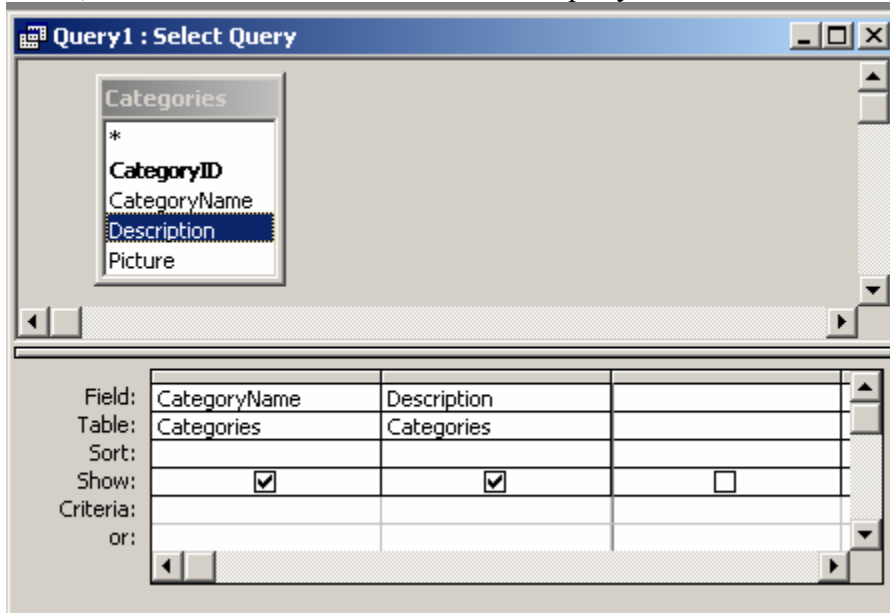 Query1 : Select Query
Categories
*
CategoryID
CategoryName
Description
Picture
Field: CategoryName Description
Table: Categories Categories
Sort:
Show:
Criteria:
or: